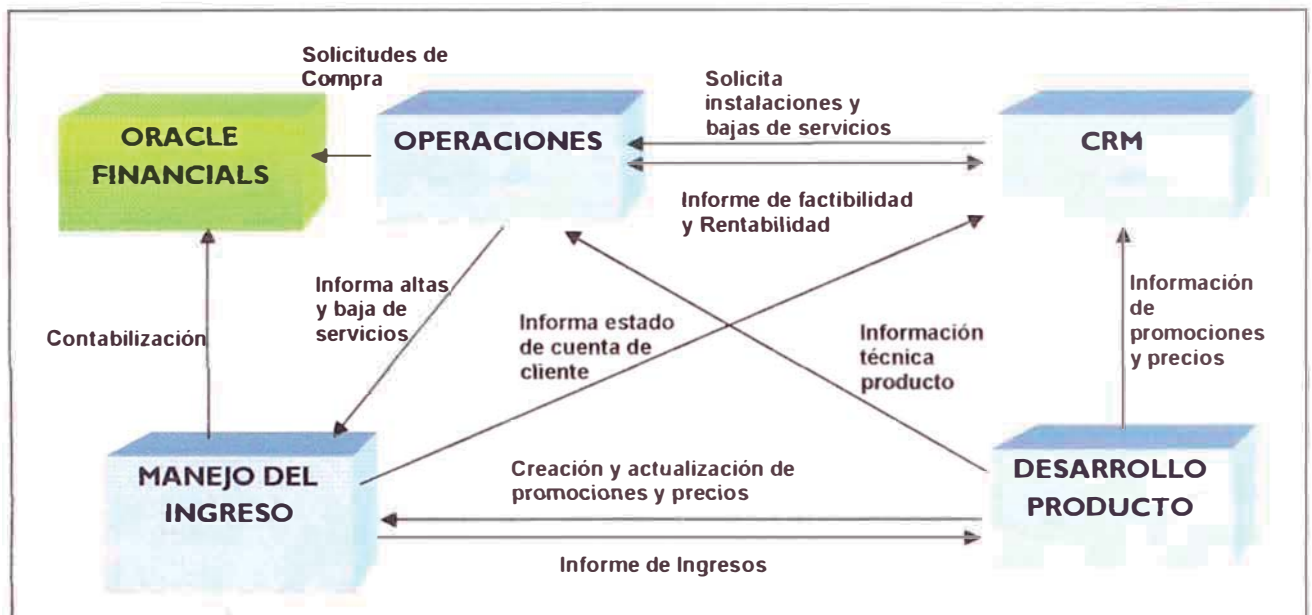 Solicitudes de
Compra
Solicita
instalaciones y
bajas de servicios
ORACLE
FINANCIALS
OPERACIONES
CRM
Informe de factibilidad
y Rentabilidad
Informa altas
y baja de
servicios
Contabilización
Informa estado
de cuenta de
cliente
Información
técnica
producto
Información
de
promociones
y precios
MANEJO DEL
INGRESO
Creación y actualización de
promociones y precios
DESARROLLO
PRODUCTO
Informe de Ingresos